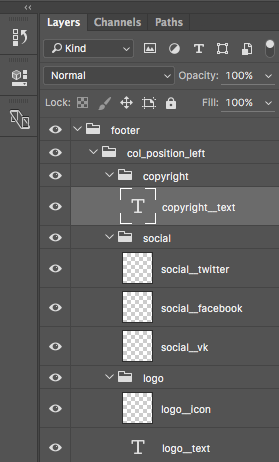 Layers Channels Paths
Kind
Normal Opacity: 100%
Lock: Fill: 100%
footer
col_position_left
copyright
copyright__text
social
social__twitter
social__facebook
social__vk
logo
logo__icon
logo__text